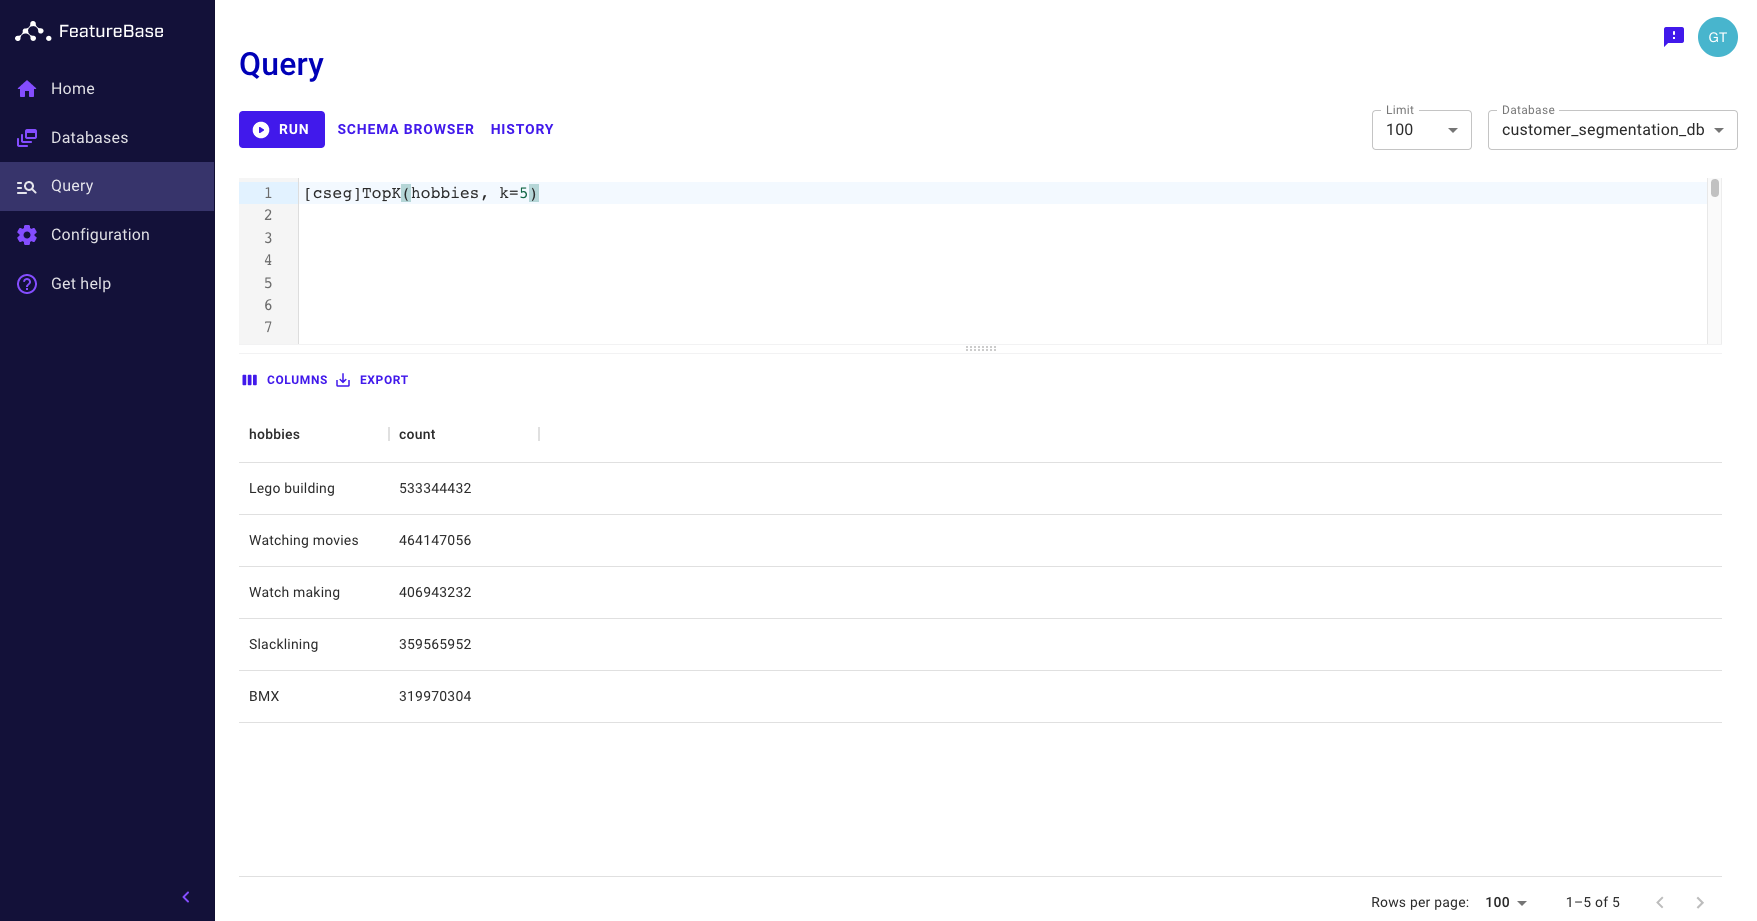 FeatureBase
Home
Databases
Query
Configuration
Get help
GT
Query
RUN SCHEMA BROWSER HISTORY
Limit
100
Database
customer_segmentation_db
1 [cseg]TopK(hobbies, k=5)
2
3
4
5
6
7
COLUMNS EXPORT
hobbies count
Lego building 533344432
Watching movies 464147056
Watch making 406943232
Slacklining 359565952
BMX 319970304
Rows per page: 100 1–5 of 5